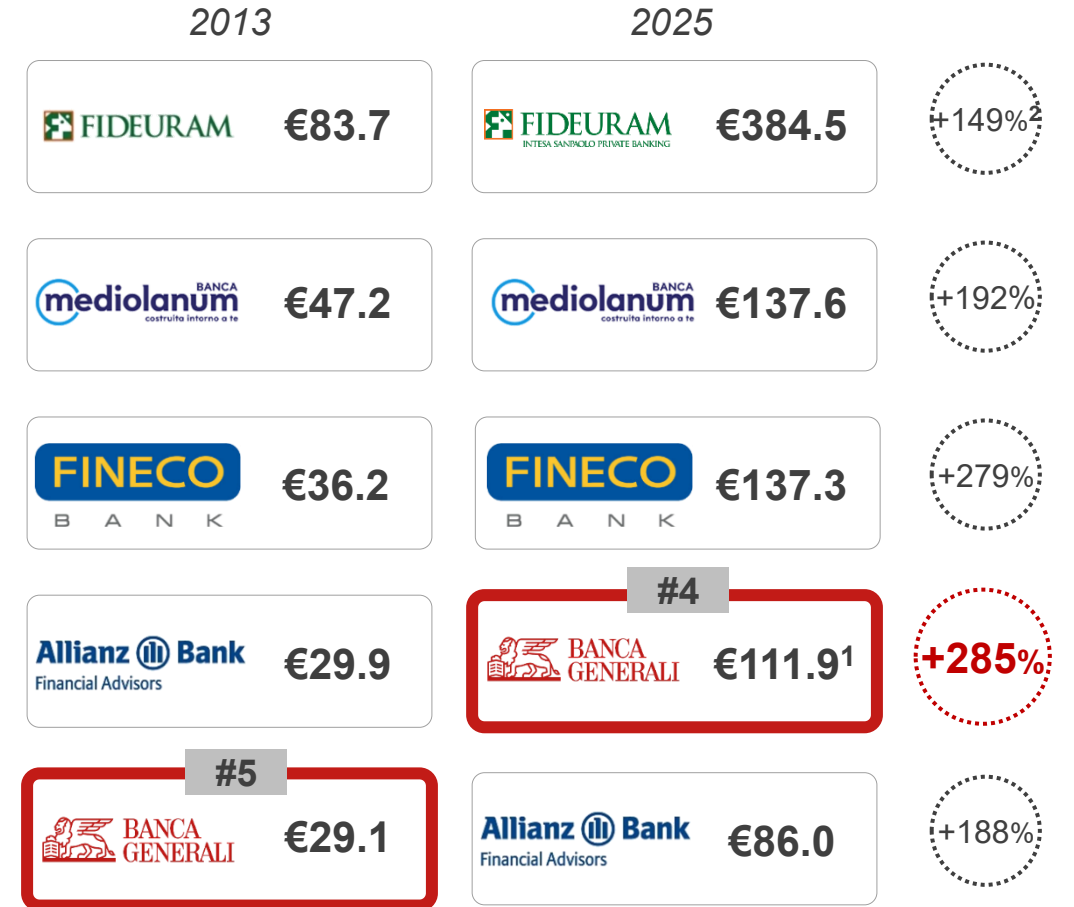 2013 2025
FIDEURAM €83.7 FIDEURAM INTESA SANPAOLO PRIVATE BANKING €384.5 +149%²
BANCA mediolanum costruita intorno a te €47.2 BANCA mediolanum costruita intorno a te €137.6 +192%
FINECO €36.2 FINECO €137.3 +279%
BANK BANK
#4
Allianz Bank €29.9 BANCA GENERALI €111.9¹ +285%
Financial Advisors
#5
BANCA GENERALI €29.1 Allianz Bank €86.0 +188%
Financial Advisors